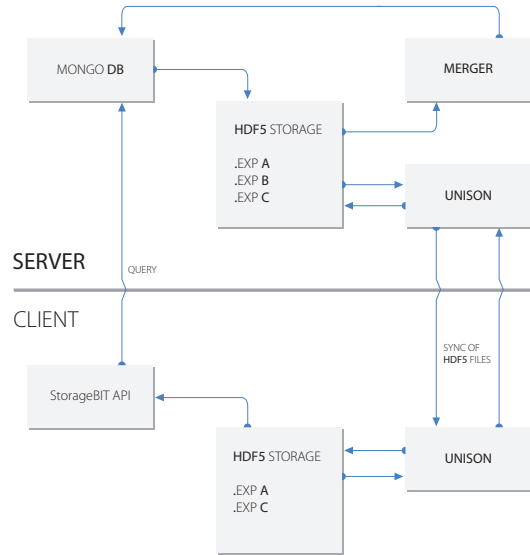 MONGO DB
MERGER
HDF5 STORAGE
.EXP A
.EXP B
.EXP C
UNISON
SERVER
QUERY
CLIENT
SYNC OF
HDF5 FILES
StorageBIT API
HDF5 STORAGE
.EXP A
.EXP C
UNISON